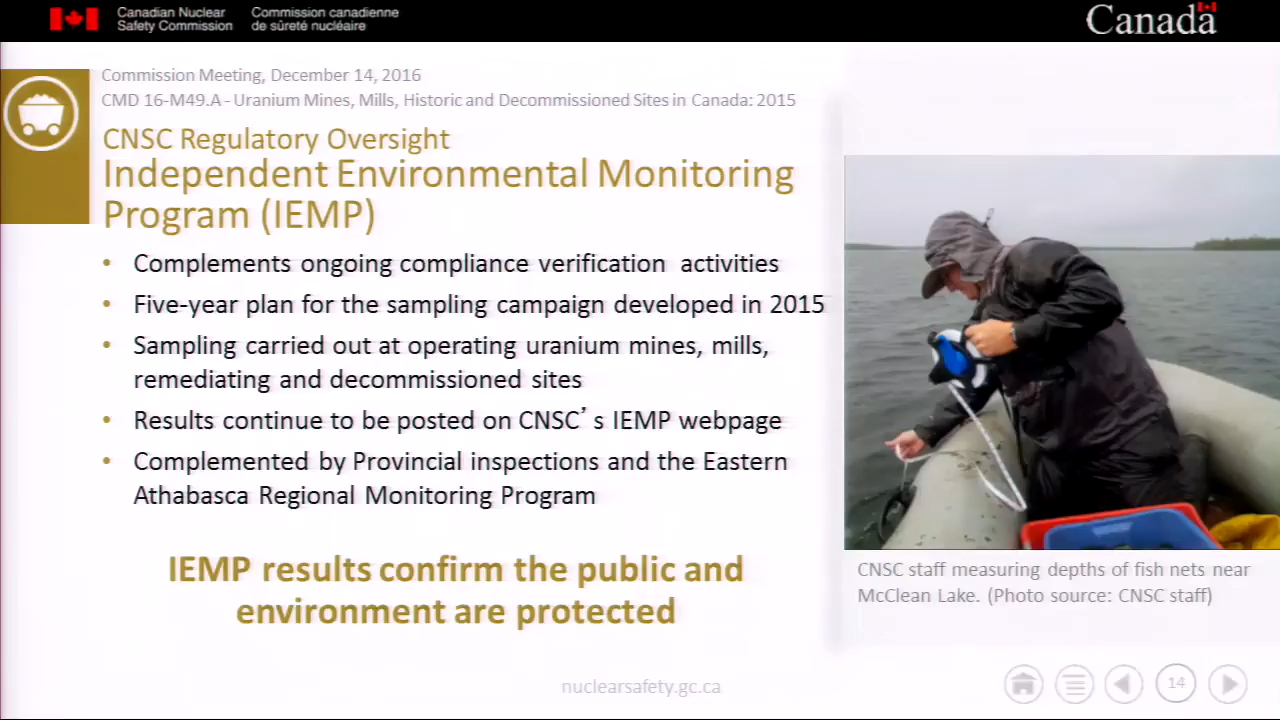 Canadian Nuclear
Safety Commission
Commission canadienne
de sûreté nucléaire
Canada
Commission Meeting, December 14, 2016
CMD 16-M49.A - Uranium Mines, Mills, Historic and Decommissioned Sites in Canada: 2015
CNSC Regulatory Oversight
Independent Environmental Monitoring
Program (IEMP)
• Complements ongoing compliance verification activities
• Five-year plan for the sampling campaign developed in 2015
• Sampling carried out at operating uranium mines, mills,
remediating and decommissioned sites
• Results continue to be posted on CNSC's IEMP webpage
• Complemented by Provincial inspections and the Eastern
Athabasca Regional Monitoring Program
IEMP results confirm the public and
environment are protected
CNSC staff measuring depths of fish nets near
McClean Lake. (Photo source: CNSC staff)
nuclearsafety.gc.ca
14